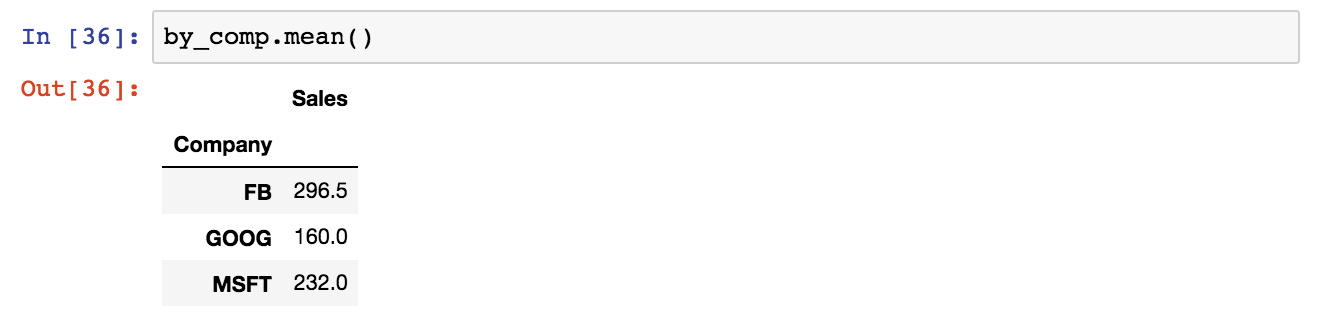 In [36]: by_comp.mean()
Out[36]:
Sales
Company
FB 296.5
GOOG 160.0
MSFT 232.0